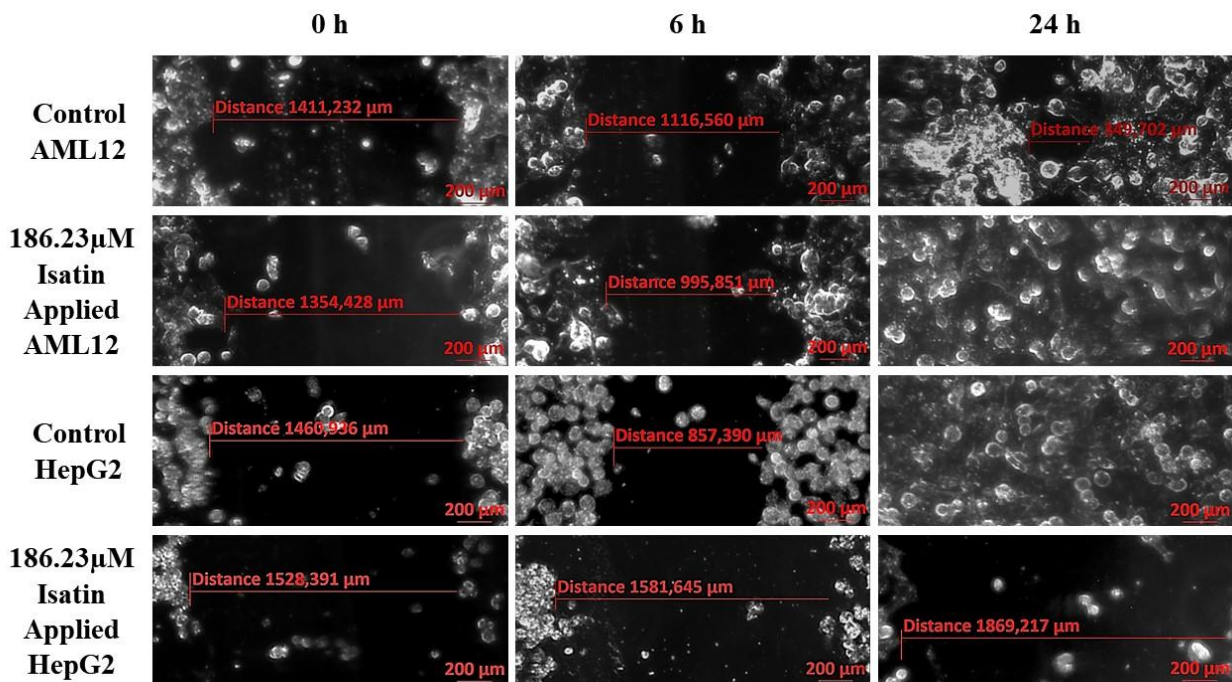 0 h
6 h
24 h
Control
AML12
Distance 1411,232 µm
200 µm
Distance 1116,560 µm
200 µm
Distance 349,702 µm
200 µm
186.23µM
Isatin
Applied
AML12
Distance 1354,428 µm
200 µm
Distance 995,851 µm
200 µm
200 µm
Control
HepG2
Distance 1460,936 µm
200 µm
Distance 857,390 µm
200 µm
200 µm
186.23µM
Isatin
Applied
HepG2
Distance 1528,391 µm
200 µm
Distance 1581,645 µm
200 µm
Distance 1869,217 µm
200 µm